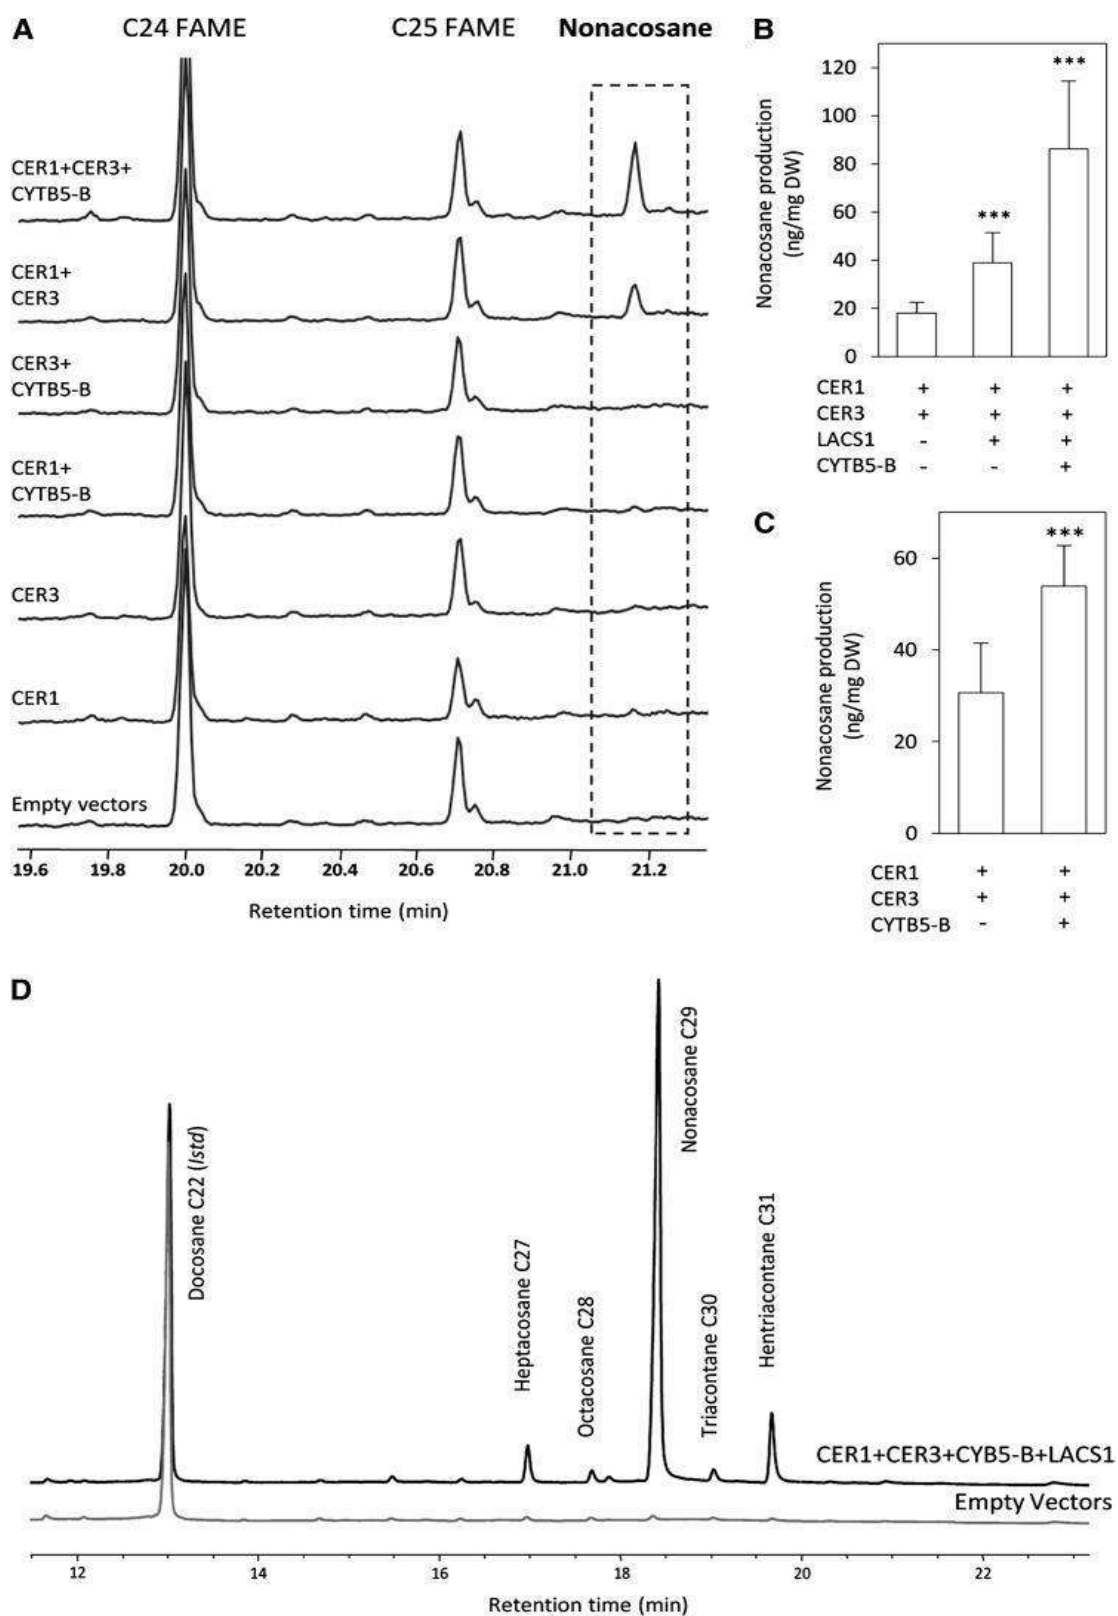 A
C24 FAME
C25 FAME
Nonacosane
CER1+CER3+
CYTB5-B
CER1+
CER3
CER3+
CYTB5-B
CER1+
CYTB5-B
CER3
CER1
Empty vectors
19.6 19.8 20.0 20.2 20.4 20.6 20.8 21.0 21.2
Retention time (min)
B
Nonacosane production
(ng/mg DW)
120
100
80
60
40
20
0
***
***
CER1 + + +
CER3 + + +
LACS1 - + +
CYTB5-B - - +
C
Nonacosane production
(ng/mg DW)
60
40
20
0
***
CER1 + +
CER3 + +
CYTB5-B - +
D
Docosane C22 (Istd)
Heptacosane C27
Octacosane C28
Nonacosane C29
Triacontane C30
Hentriacontane C31
CER1+CER3+CYB5-B+LACS1
Empty Vectors
12 14 16 18 20 22
Retention time (min)